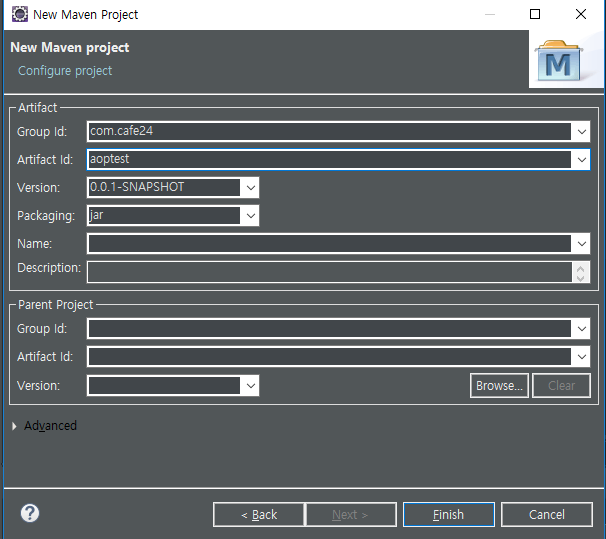 New Maven Project
New Maven project
Configure project
M
Artifact
Group Id: com.cafe24
Artifact Id: aoptest
Version: 0.0.1-SNAPSHOT
Packaging: jar
Name:
Description:
Parent Project
Group Id:
Artifact Id:
Version: Browse... Clear
Advanced
? < Back Next > Finish Cancel